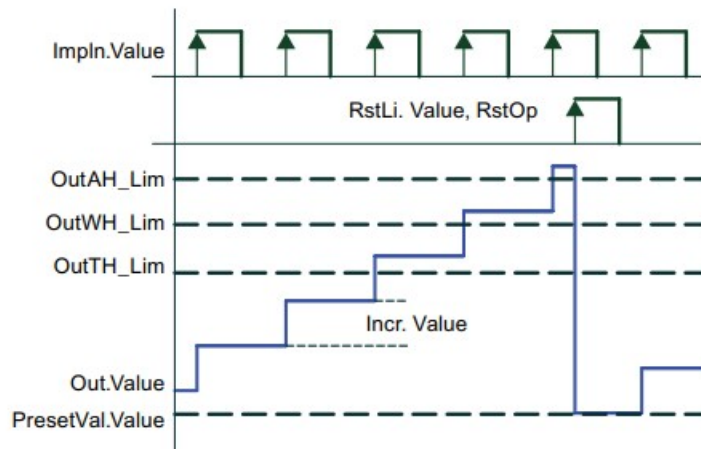 ImpIn.Value
RstLi. Value, RstOp
OutAH_Lim
OutWH_Lim
OutTH_Lim
Incr. Value
Out.Value
PresetVal.Value